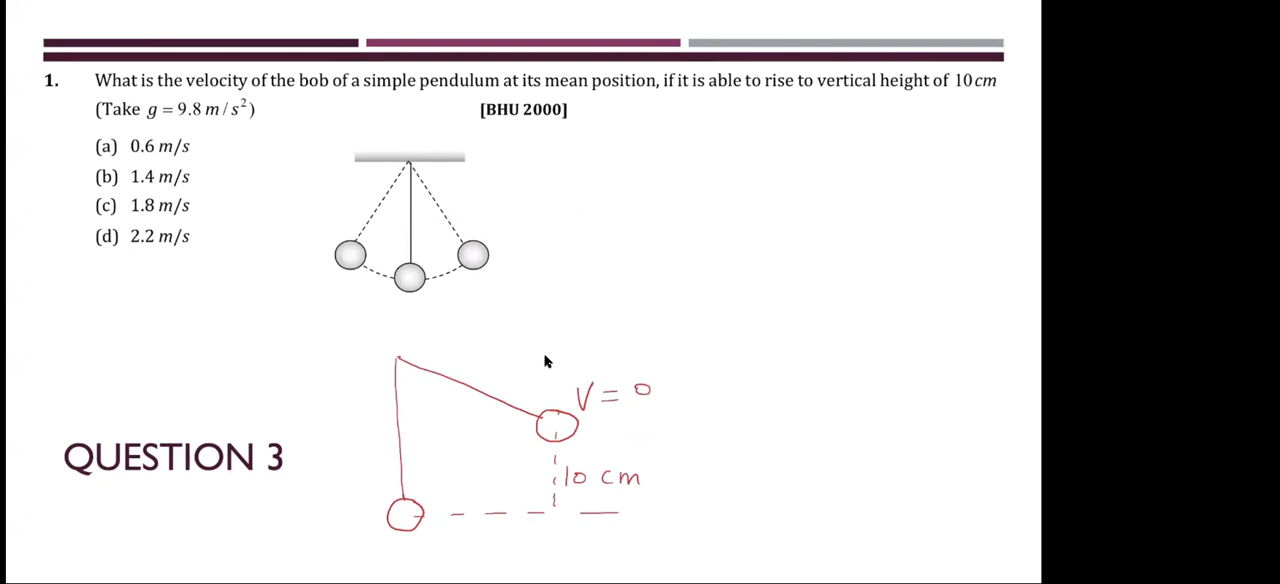 1. What is the velocity of the bob of a simple pendulum at its mean position, if it is able to rise to vertical height of 10 cm
(Take g = 9.8 m / s²) [BHU 2000]
(a) 0.6 m/s
(b) 1.4 m/s
(c) 1.8 m/s
(d) 2.2 m/s
V = 0
QUESTION 3
10 cm